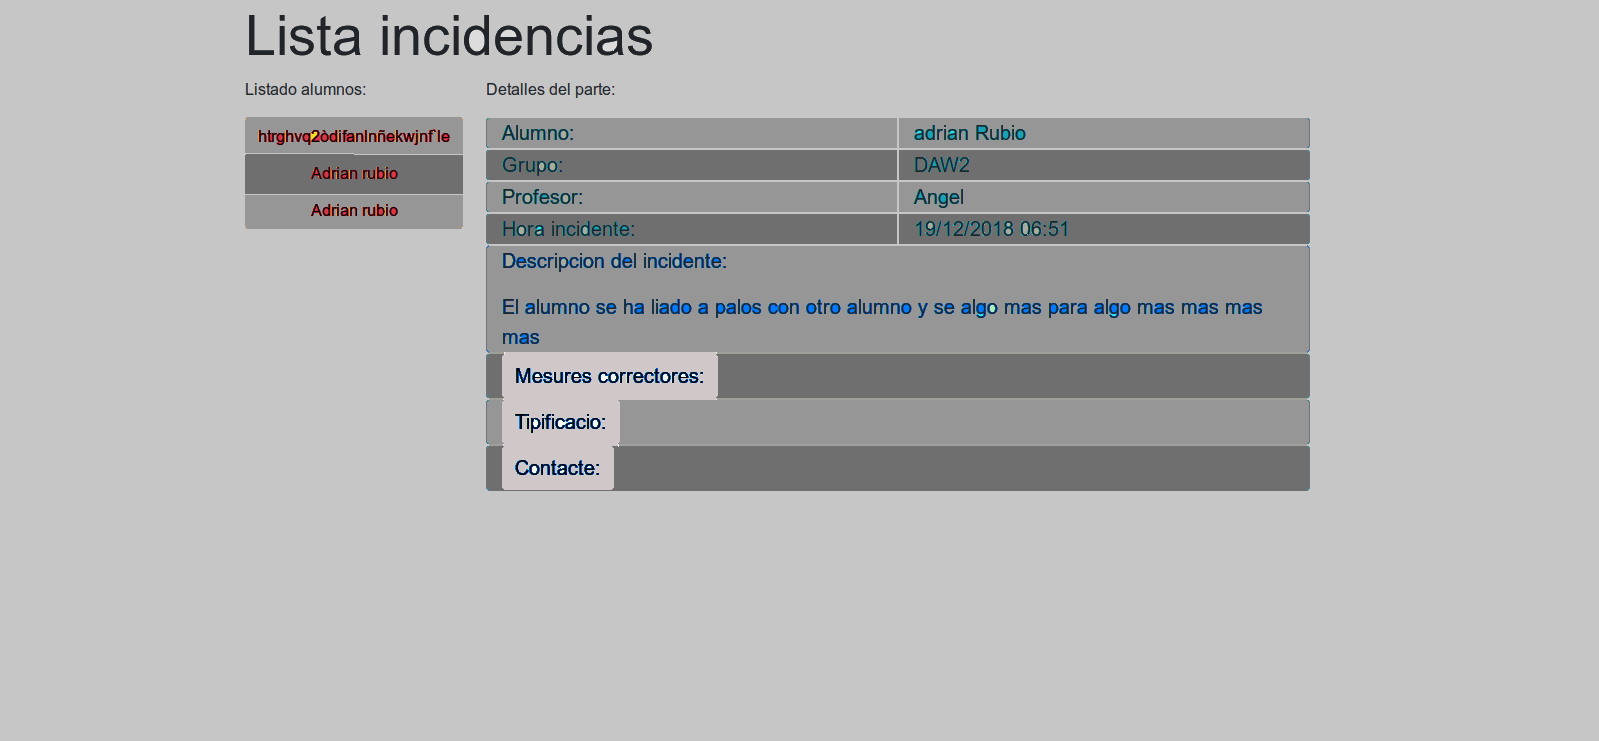 Lista incidencias
Listado alumnos:
Detalles del parte:
htrghvq2òdifanlnñekwjnf`le
Adrian rubio
Adrian rubio
Alumno: adrian Rubio
Grupo: DAW2
Profesor: Angel
Hora incidente: 19/12/2018 06:51
Descripcion del incidente:
El alumno se ha liado a palos con otro alumno y se algo mas para algo mas mas mas
mas
Mesures correctores:
Tipificacio:
Contacte: